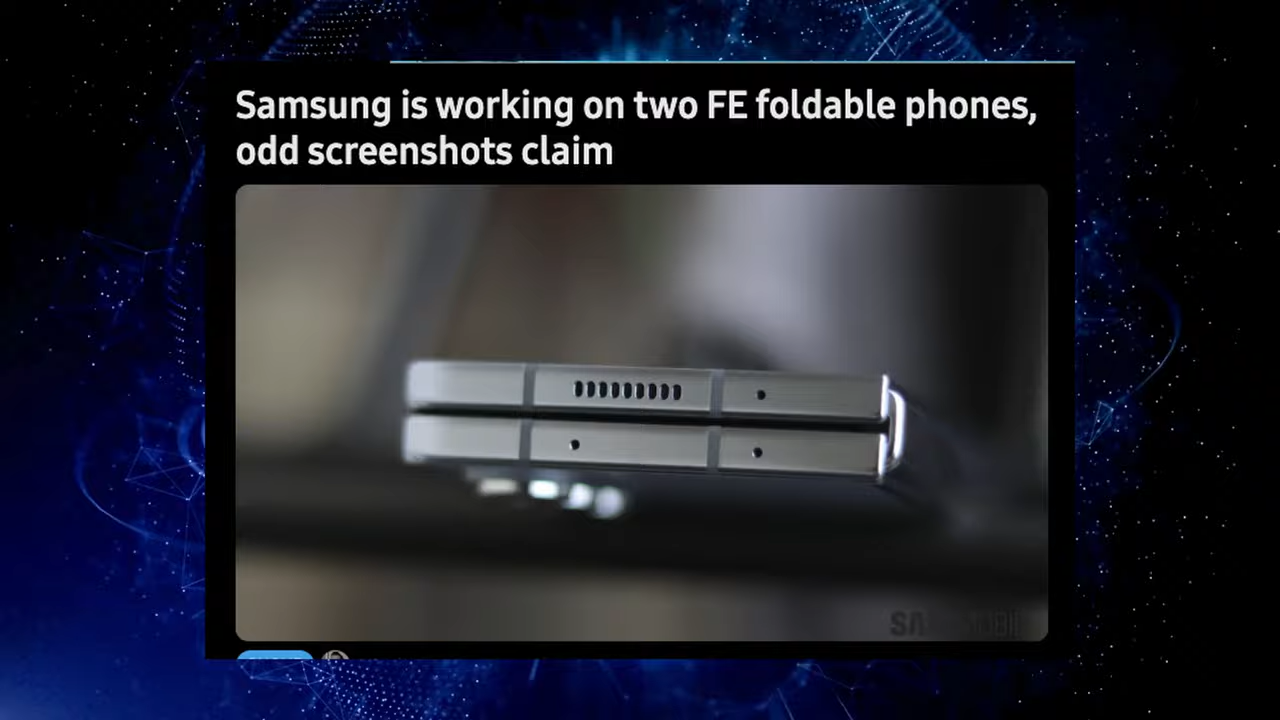 Samsung is working on two FE foldable phones,
odd screenshots claim